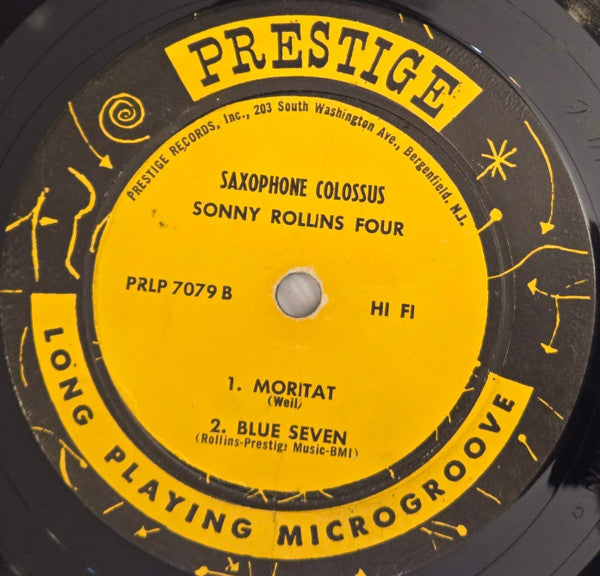 PRESTIGE
PRESTIGE RECORDS, Inc., 203 South Washington Ave., Bergenfield, N.J.
SAXOPHONE COLOSSUS
SONNY ROLLINS FOUR
PRLP 7079 B
HI FI
1. MORITAT
(Weil)
2. BLUE SEVEN
(Rollins-Prestige Music-BMI)
LONG PLAYING MICROGROOVE